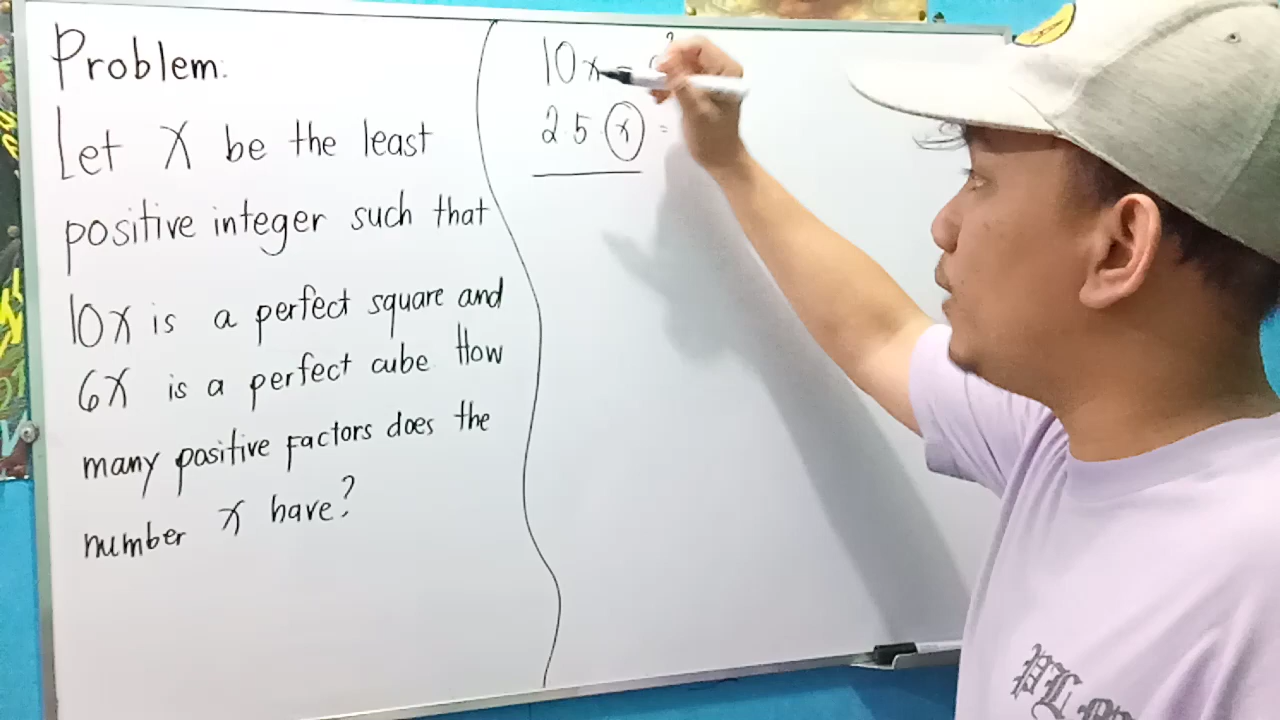 Problem:
Let x be the least
positive integer such that
10x is a perfect square and
6x is a perfect cube How
many positive factors does the
number x have?
10x =
2.5.x =